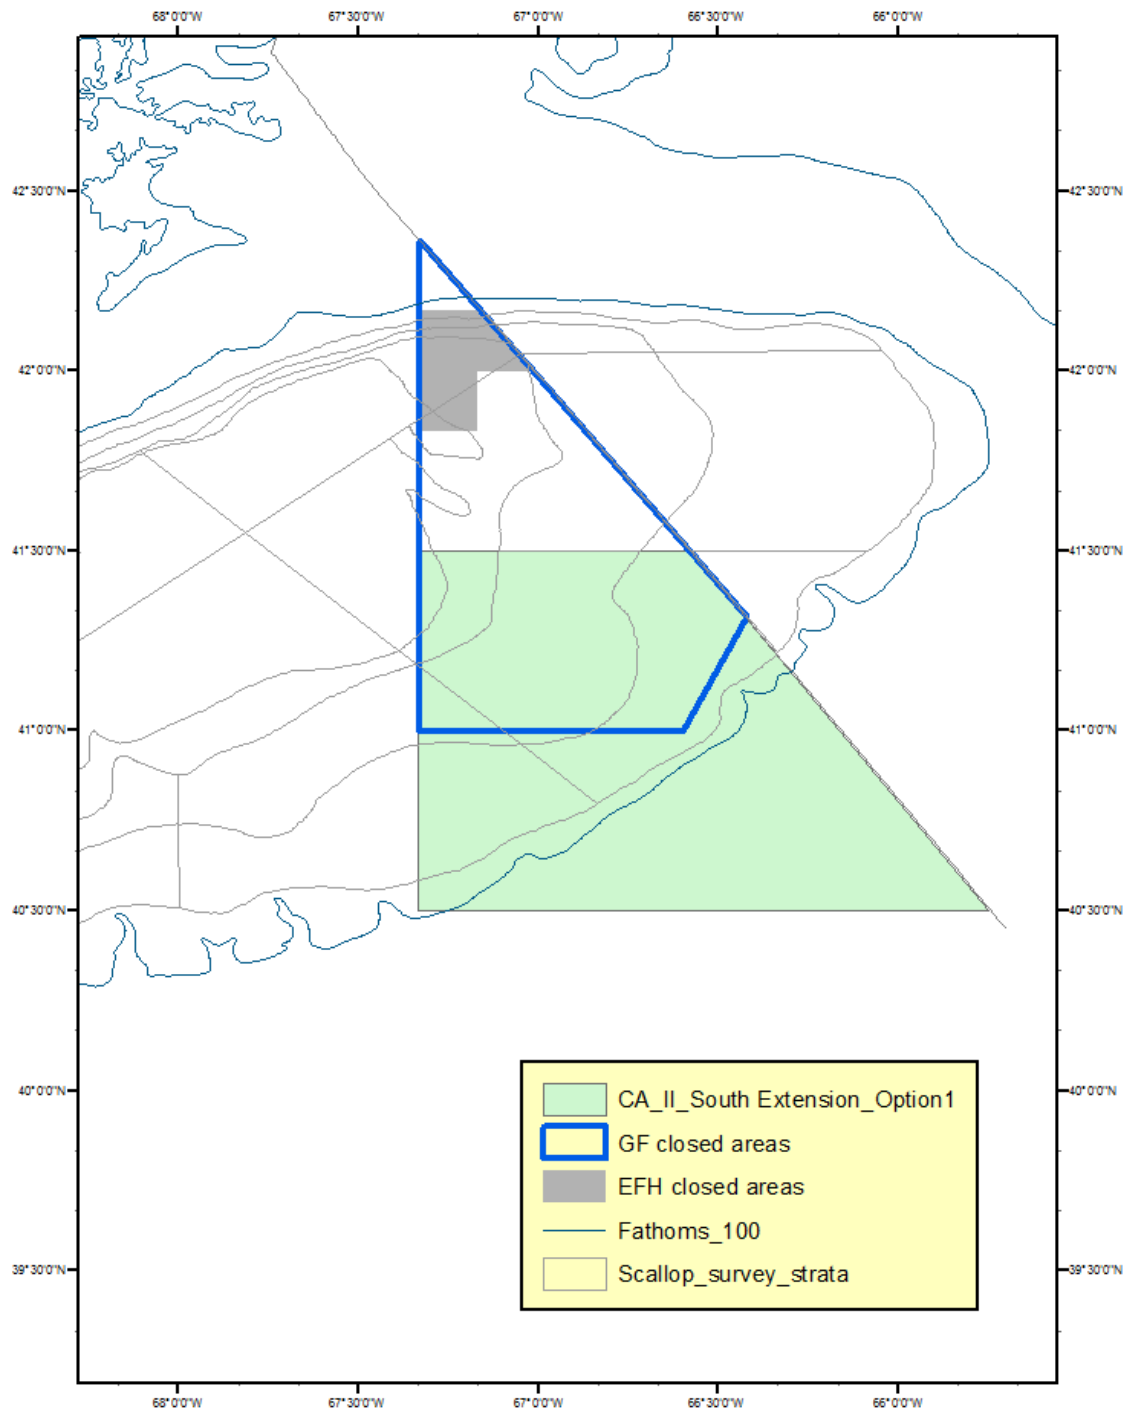 68°0'0"W 67°30'0"W 67°0'0"W 66°30'0"W 66°0'0"W
42°30'0"N 42°30'0"N
42°0'0"N 42°0'0"N
41°30'0"N 41°30'0"N
41°0'0"N 41°0'0"N
40°30'0"N 40°30'0"N
40°0'0"N 40°0'0"N
CA_II_South Extension_Option1
GF closed areas
EFH closed areas
Fathoms_100
39°30'0"N 39°30'0"N
Scallop_survey_strata
68°0'0"W 67°30'0"W 67°0'0"W 66°30'0"W 66°0'0"W